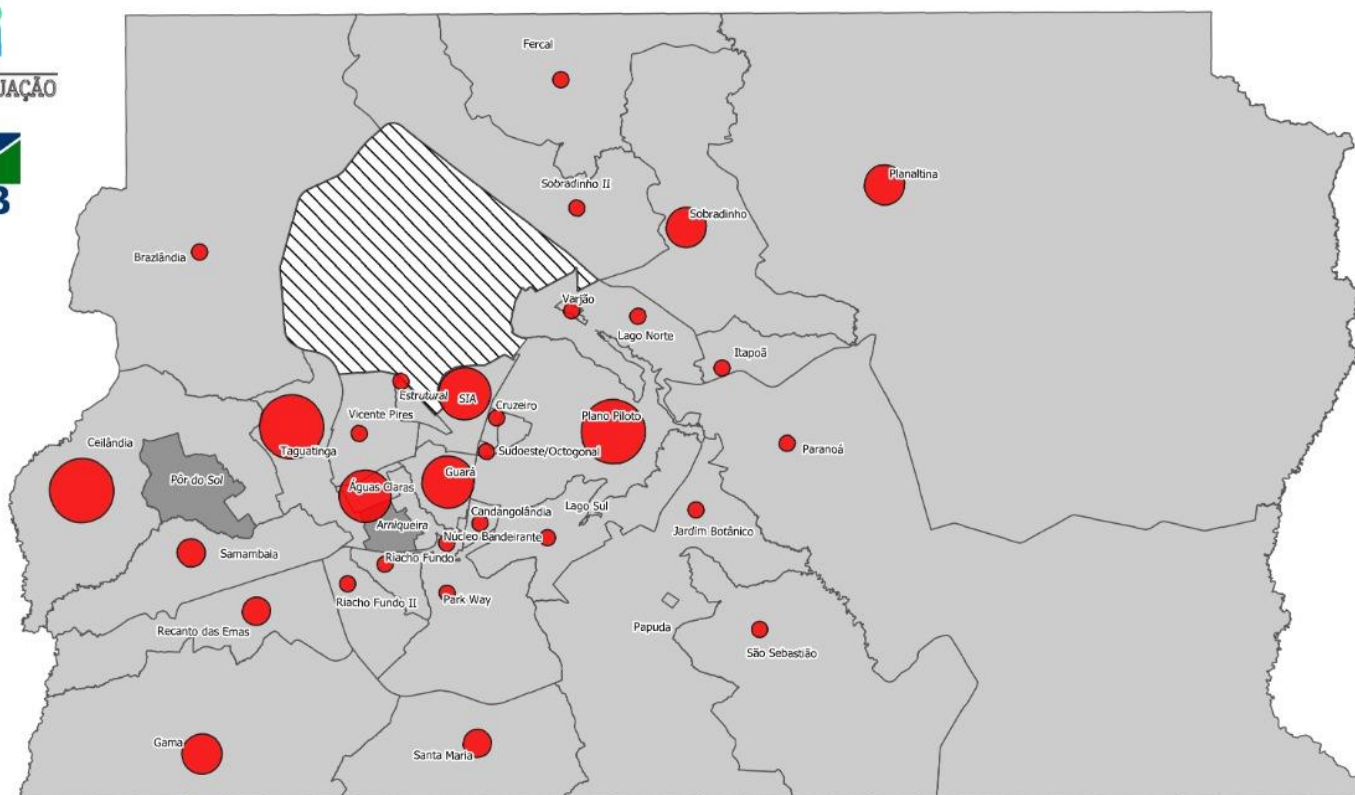 Fercal
UAÇÃO
B
Planaltina
Sobradinho II
Sobradinho
Brazlândia
Varjão
Lago Norte
Itapoã
Estrutural
SIA
Cruzeiro
Vicente Pires
Plano Piloto
Ceilândia
Taguatinga
Sudoeste/Octogonal
Paranoá
Guará
Pôr do Sol
Águas Claras
Lago Sul
Candangolândia
Arniqueira
Jardim Botânico
Núcleo Bandeirante
Samambaia
Riacho Fundo
Riacho Fundo II
Park Way
Recanto das Emas
Papuda
São Sebastião
Gama
Santa Maria